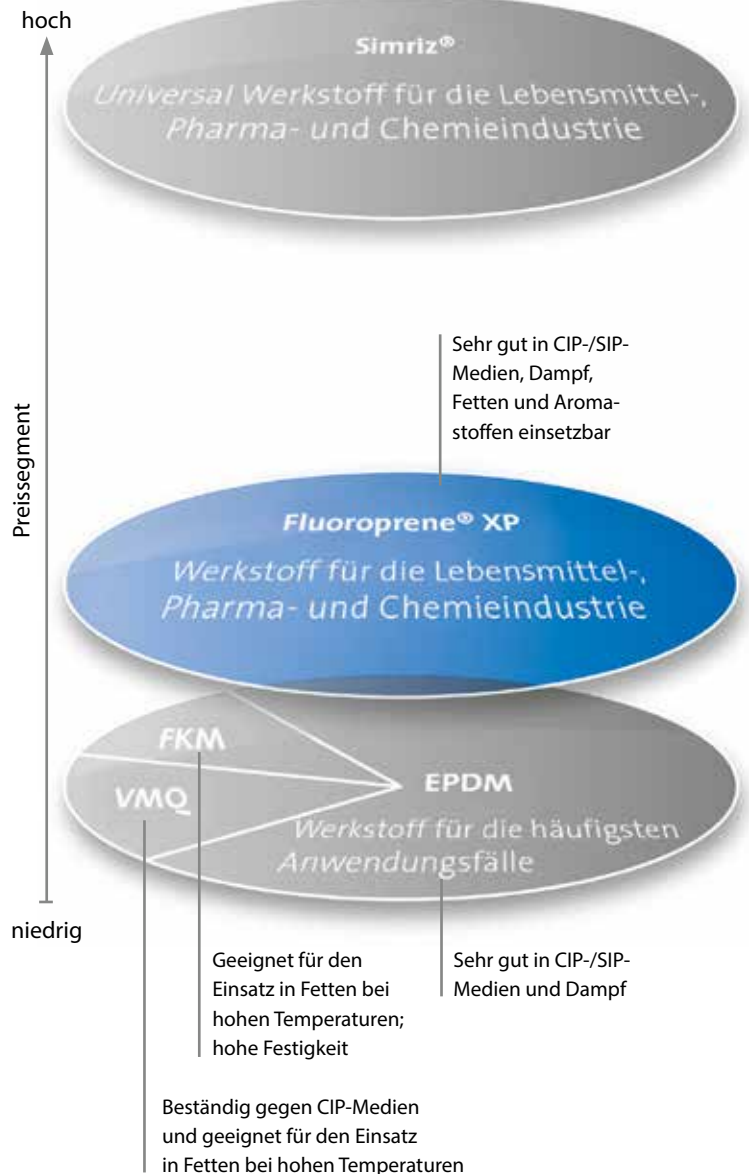 hoch
Simriz®
Universal Werkstoff für die Lebensmittel-,
Pharma- und Chemieindustrie
Preissegment
Sehr gut in CIP-/SIP-
Medien, Dampf,
Fetten und Aroma-
stoffen einsetzbar
Fluoroprene® XP
Werkstoff für die Lebensmittel-,
Pharma- und Chemieindustrie
FKM
VMQ
EPDM
Werkstoff für die häufigsten
Anwendungsfälle
niedrig
Geeignet für den
Einsatz in Fetten bei
hohen Temperaturen;
hohe Festigkeit
Sehr gut in CIP-/SIP-
Medien und Dampf
Beständig gegen CIP-Medien
und geeignet für den Einsatz
in Fetten bei hohen Temperaturen